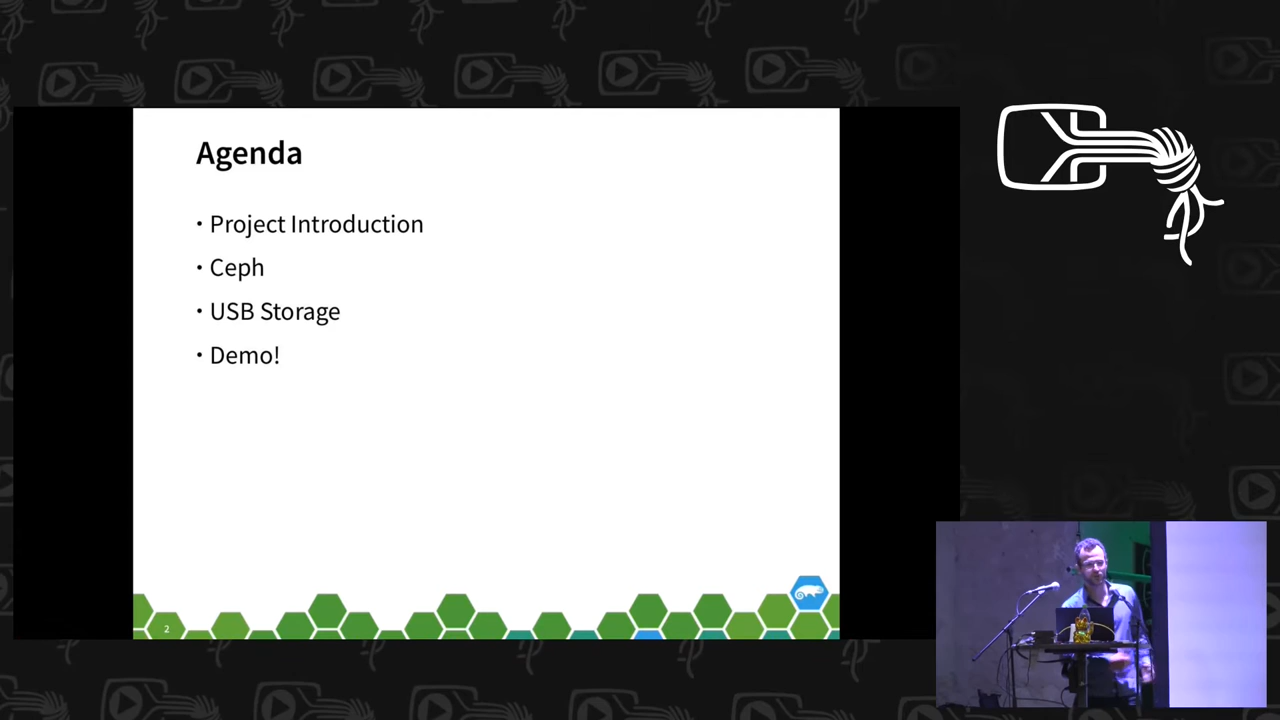 Agenda
• Project Introduction
• Ceph
• USB Storage
• Demo!
2